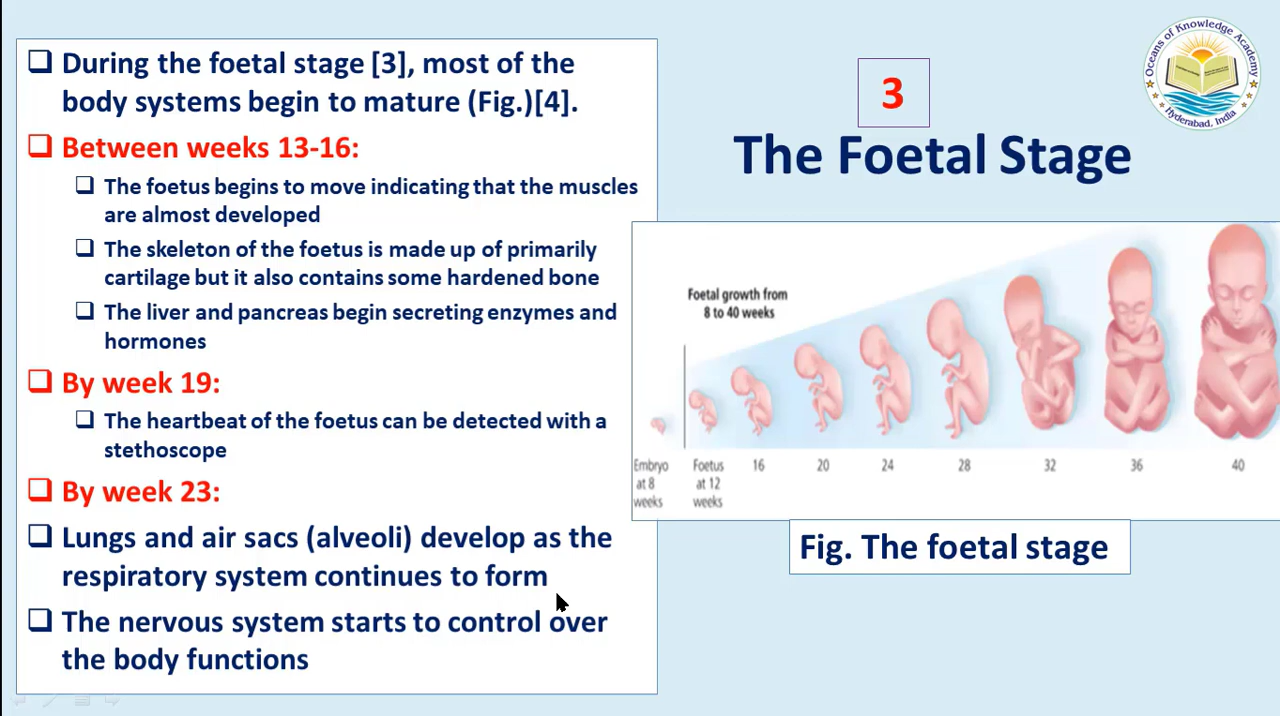 During the foetal stage [3], most of the
body systems begin to mature (Fig.)[4].
Between weeks 13-16:
The foetus begins to move indicating that the muscles
are almost developed
The skeleton of the foetus is made up of primarily
cartilage but it also contains some hardened bone
The liver and pancreas begin secreting enzymes and
hormones
By week 19:
The heartbeat of the foetus can be detected with a
stethoscope
By week 23:
Lungs and air sacs (alveoli) develop as the
respiratory system continues to form
The nervous system starts to control over
the body functions
3
The Foetal Stage
Oceans of Knowledge Academy
Hyderabad, India
Foetal growth from
8 to 40 weeks
Embryo
at 8
weeks
Foetus
at 12
weeks
16
20
24
28
32
36
40
Fig. The foetal stage